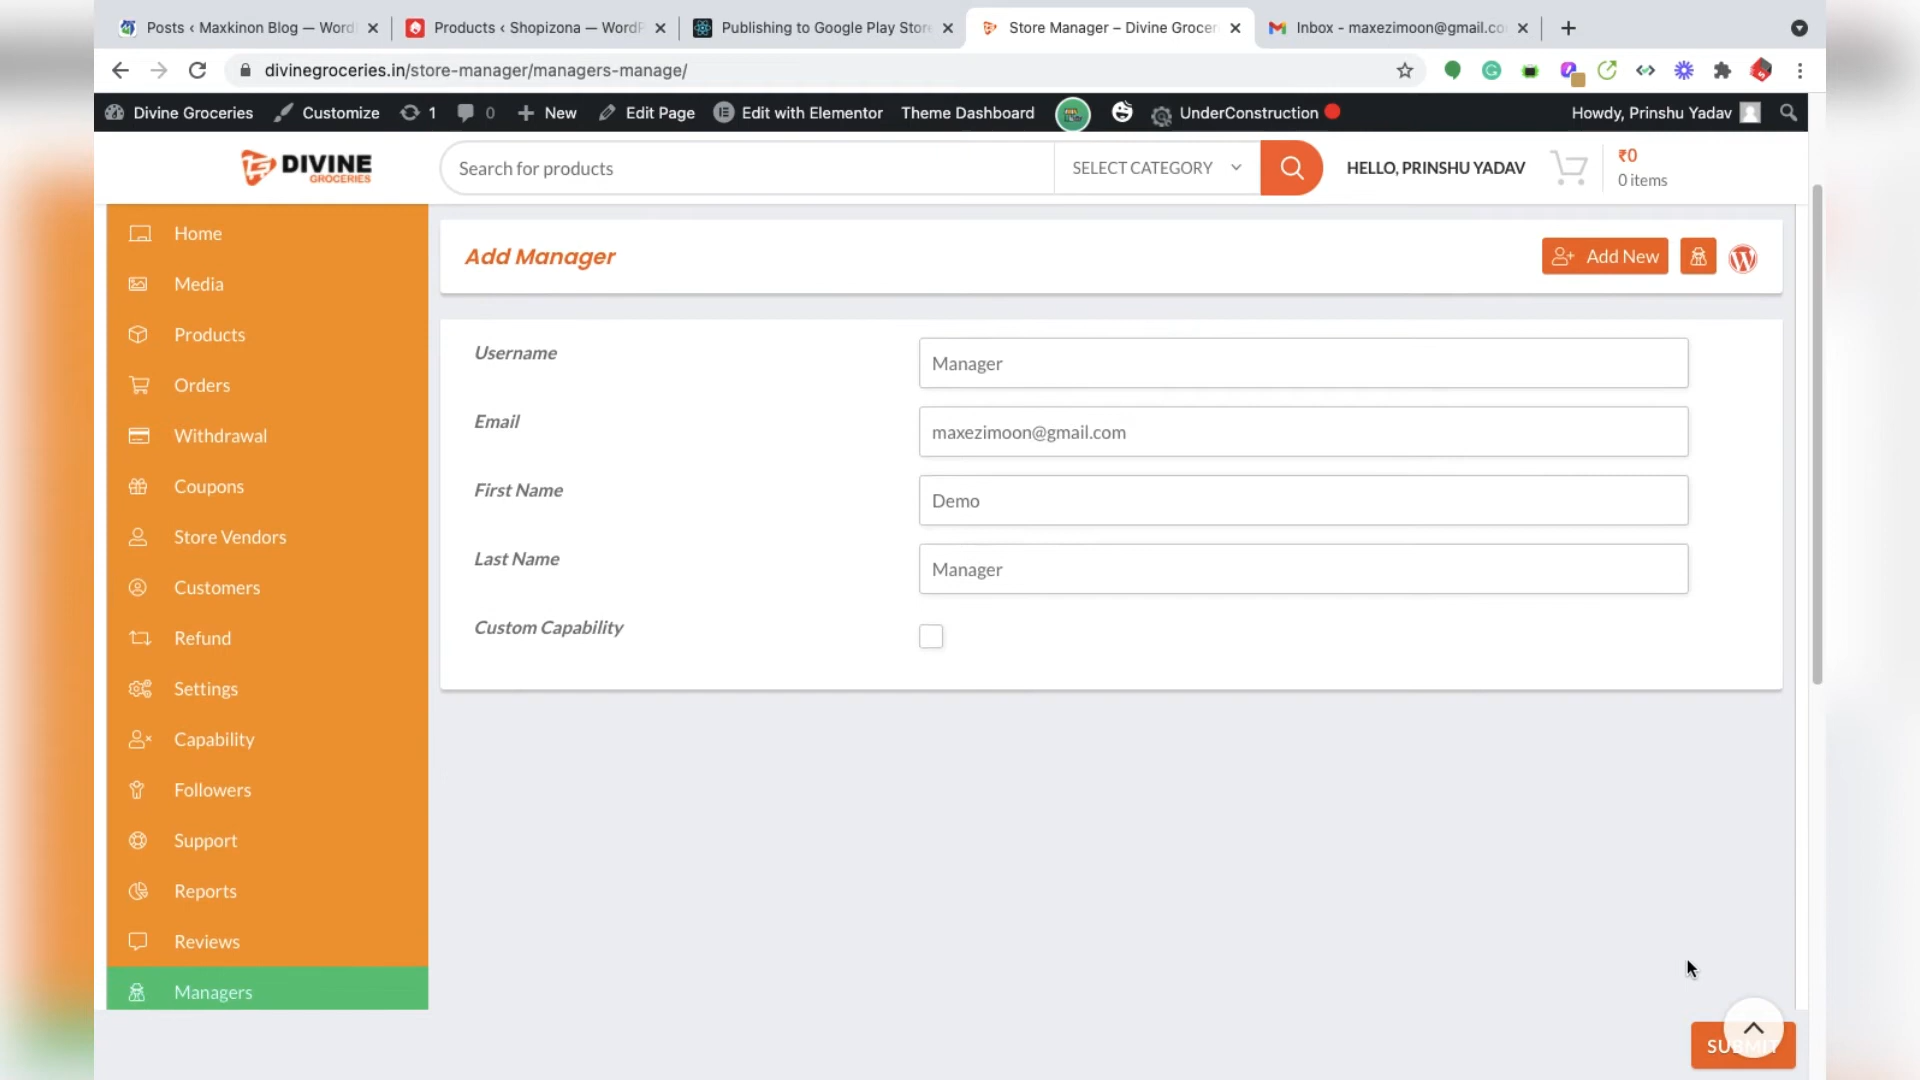 Posts ‹ Maxkinon Blog — Word
Products ‹ Shopizona — WordP
Publishing to Google Play Store
Store Manager – Divine Grocer
Inbox - maxezimoon@gmail.co
divinegroceries.in/store-manager/managers-manage/
Divine Groceries
Customize
1
0
New
Edit Page
Edit with Elementor
Theme Dashboard
UnderConstruction
Howdy, Prinshu Yadav
DIVINE
GROCERIES
Search for products
SELECT CATEGORY
HELLO, PRINSHU YADAV
₹0
0 items
Home
Media
Products
Orders
Withdrawal
Coupons
Store Vendors
Customers
Refund
Settings
Capability
Followers
Support
Reports
Reviews
Managers
Add Manager
Add New
Username
Manager
Email
maxezimoon@gmail.com
First Name
Demo
Last Name
Manager
Custom Capability
SUBMIT